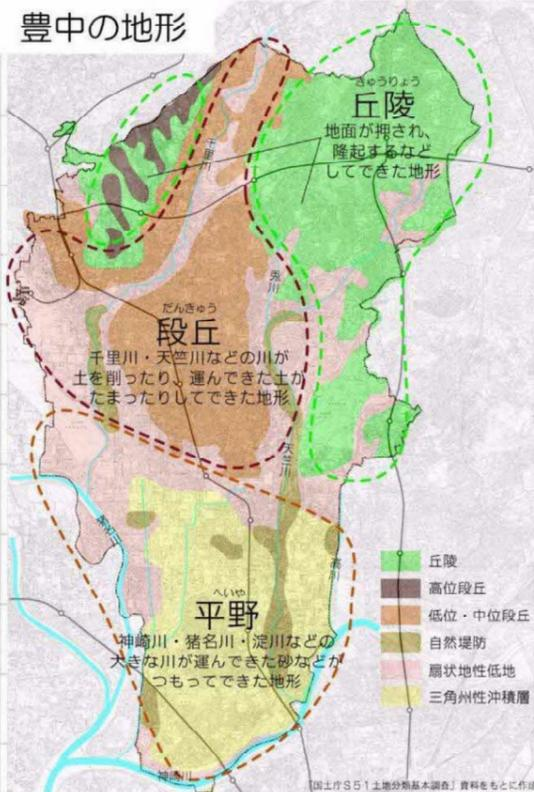 豊中の地形
きゅうりょう
丘陵
地面が押され、
隆起するなど
してできた地形
千里川
兎川
だんきゅう
段丘
千里川・天竺川などの川が
土を削ったり、運んできた土が
たまったりしてできた地形
天竺川
高川
へいや
平野
神崎川・猪名川・淀川などの
大きな川が運んできた砂などが
つもってできた地形
神崎川
丘陵
高位段丘
低位・中位段丘
自然堤防
扇状地性低地
三角州性沖積層
「国土庁S51土地分類基本調査」資料をもとに作成